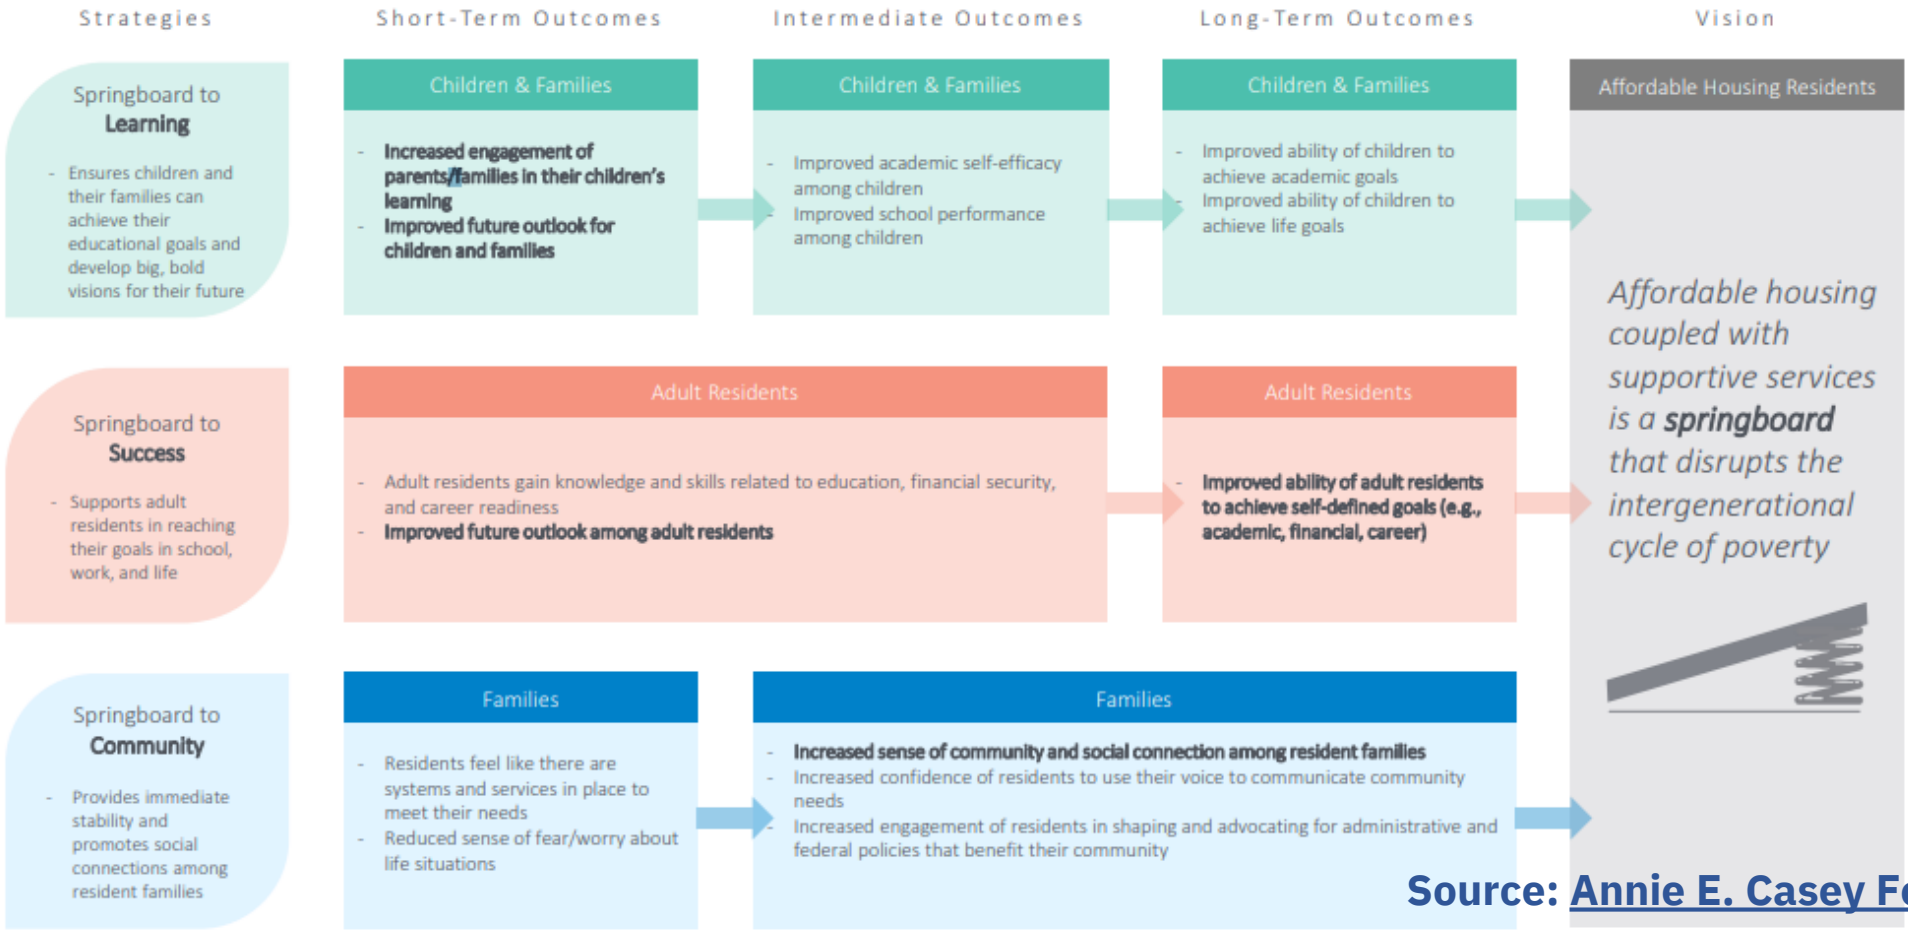 Strategies
Short-Term Outcomes
Intermediate Outcomes
Long-Term Outcomes
Vision
Springboard to
Learning
- Ensures children and
their families can
achieve their
educational goals and
develop big, bold
visions for their future
Children & Families
- Increased engagement of
parents/families in their children's
learning
- Improved future outlook for
children and families
Children & Families
- Improved academic self-efficacy
among children
- Improved school performance
among children
Children & Families
- Improved ability of children to
achieve academic goals
- Improved ability of children to
achieve life goals
Affordable Housing Residents
Affordable housing
coupled with
supportive services
is a springboard
that disrupts the
intergenerational
cycle of poverty
Springboard to
Success
- Supports adult
residents in reaching
their goals in school,
work, and life
Adult Residents
- Adult residents gain knowledge and skills related to education, financial security,
and career readiness
- Improved future outlook among adult residents
Adult Residents
- Improved ability of adult residents
to achieve self-defined goals (e.g.,
academic, financial, career)
Springboard to
Community
- Provides immediate
stability and
promotes social
connections among
resident families
Families
- Residents feel like there are
systems and services in place to
meet their needs
- Reduced sense of fear/worry about
life situations
Families
- Increased sense of community and social connection among resident families
- Increased confidence of residents to use their voice to communicate community
needs
- Increased engagement of residents in shaping and advocating for administrative and
federal policies that benefit their community
Source: Annie E. Casey